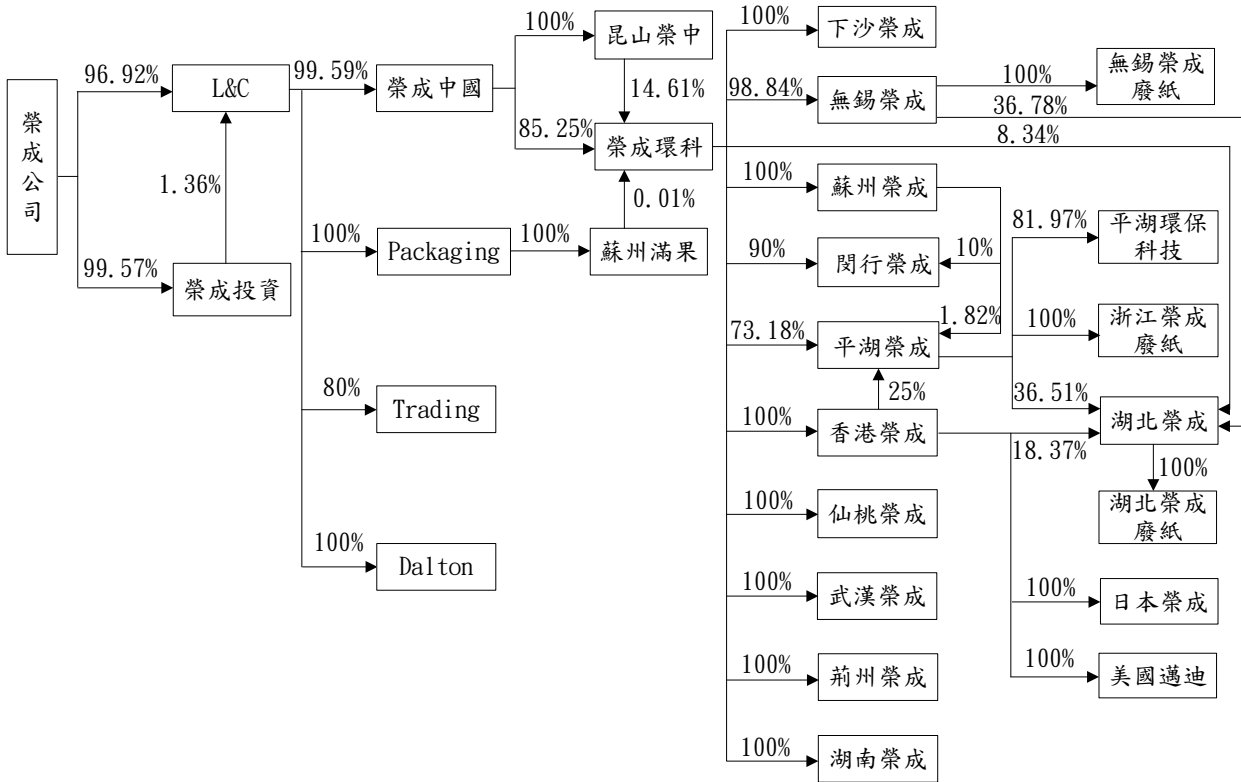 榮成公司
96.92%
99.57%
L&C
1.36%
榮成投資
99.59%
100%
80%
100%
榮成中國
Packaging
Trading
Dalton
100%
85.25%
100%
昆山榮中
14.61%
榮成環科
0.01%
蘇州滿果
100%
下沙榮成
98.84%
無錫榮成
100%
無錫榮成
廢紙
36.78%
8.34%
100%
蘇州榮成
90%
閔行榮成
10%
73.18%
平湖榮成
1.82%
25%
81.97%
平湖環保
科技
100%
浙江榮成
廢紙
36.51%
湖北榮成
100%
香港榮成
18.37%
100%
湖北榮成
廢紙
100%
仙桃榮成
100%
武漢榮成
100%
日本榮成
100%
荊州榮成
100%
美國邁迪
100%
湖南榮成